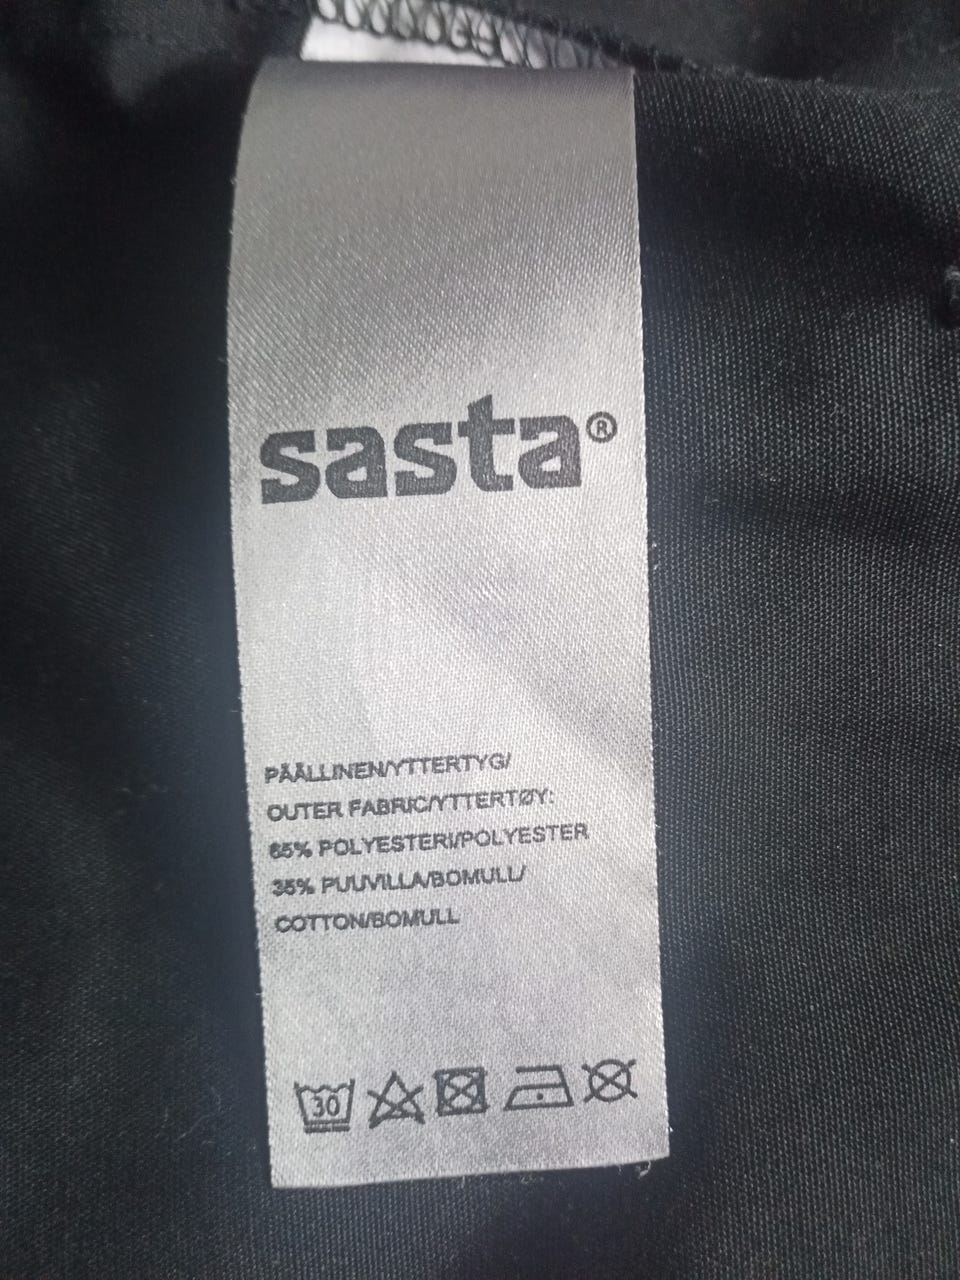 sasta®
PÄÄLLINEN/YTTERTYG/
OUTER FABRIC/YTTERTØY:
65% POLYESTERI/POLYESTER
35% PUUVILLA/BOMULL/
COTTON/BOMULL
30